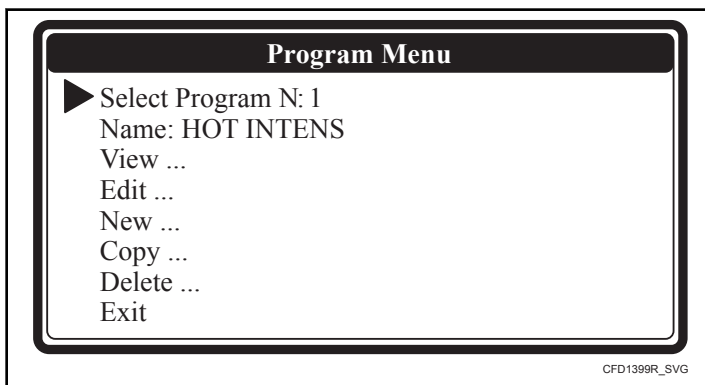 Program Menu
Select Program N: 1
Name: HOT INTENS
View ...
Edit ...
New ...
Copy ...
Delete ...
Exit
CFD1399R_SVG